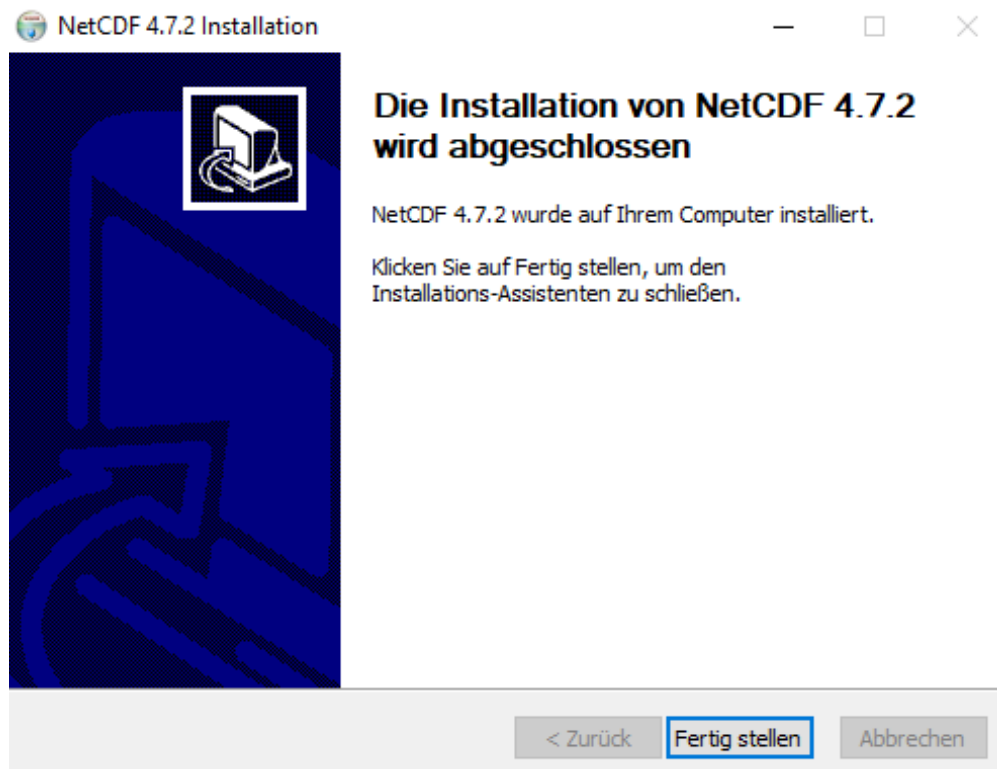 NetCDF 4.7.2 Installation
Die Installation von NetCDF 4.7.2
wird abgeschlossen
NetCDF 4.7.2 wurde auf Ihrem Computer installiert.
Klicken Sie auf Fertig stellen, um den
Installations-Assistenten zu schließen.
< Zurück Fertig stellen Abbrechen